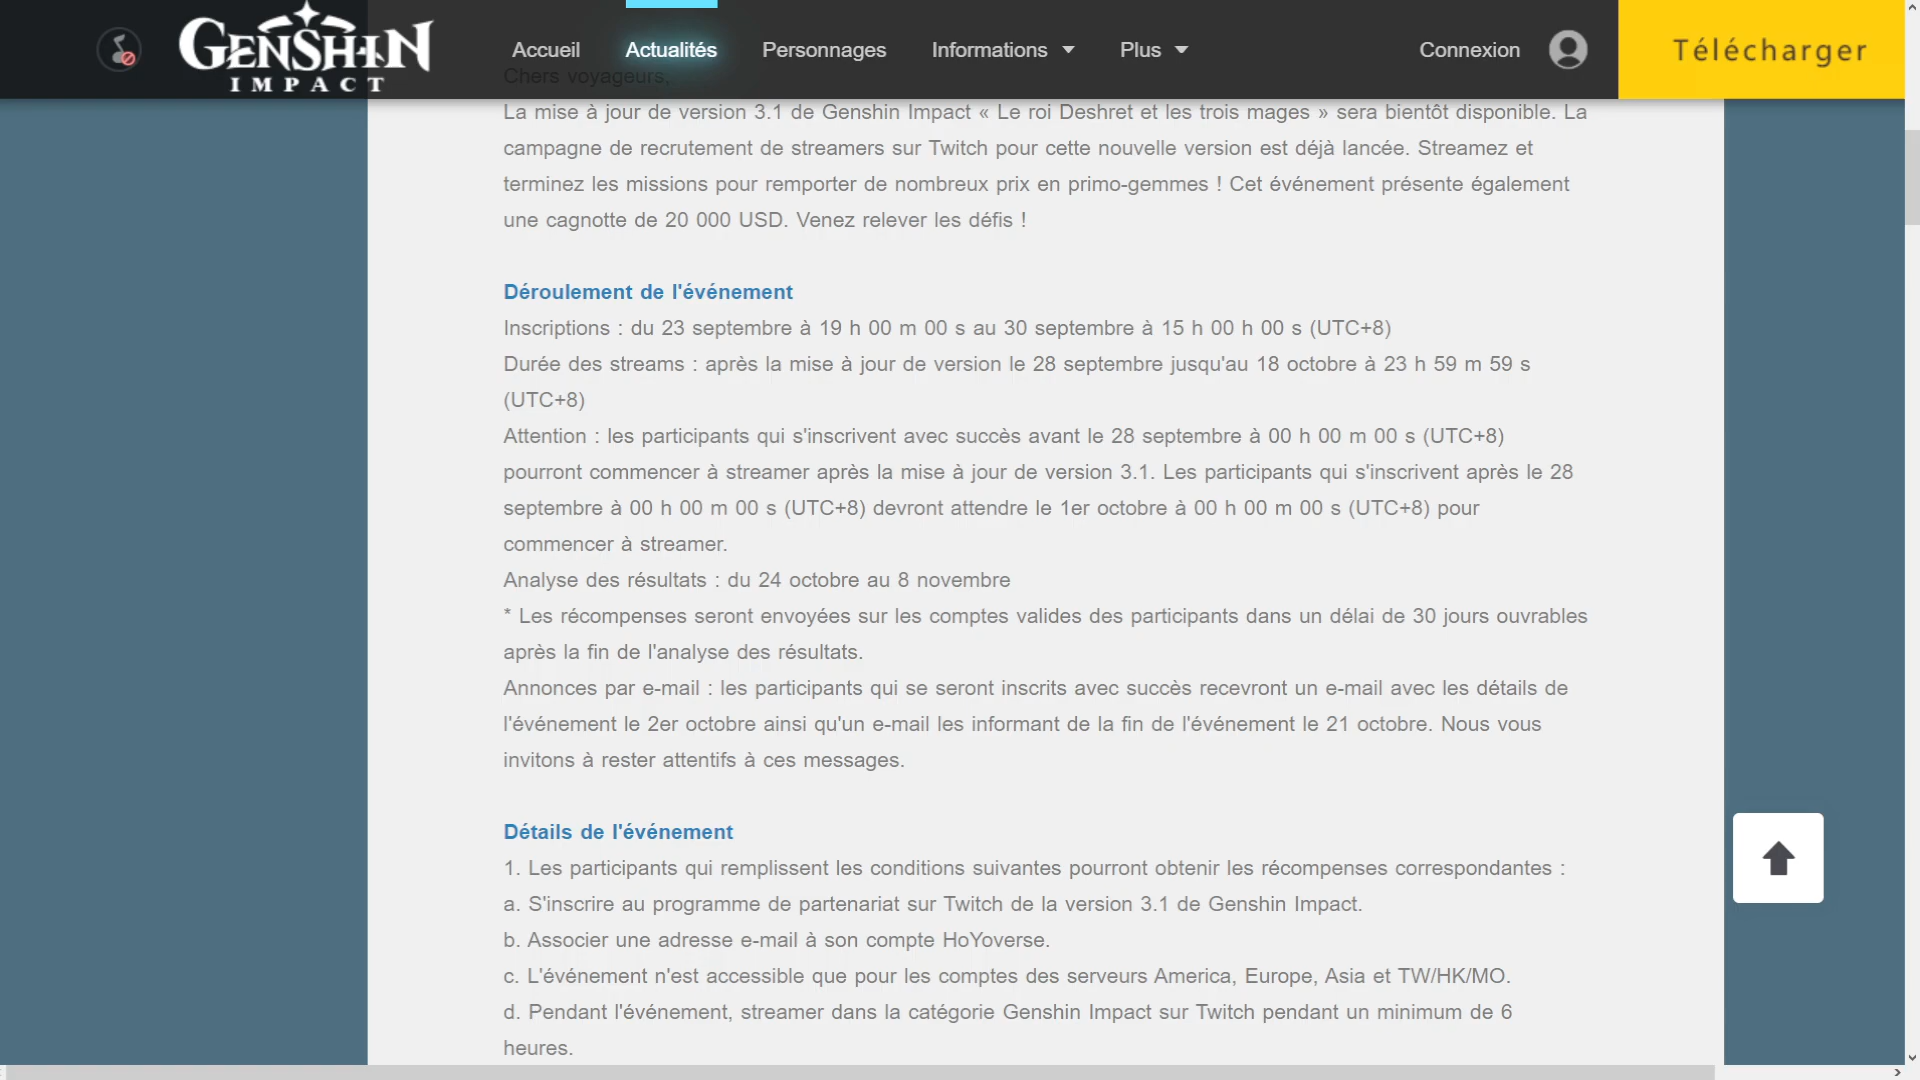 GENSHIN
IMPACT
Accueil
Actualités
Personnages
Informations
Plus
Connexion
Télécharger
Chers voyageurs,
La mise à jour de version 3.1 de Genshin Impact « Le roi Deshret et les trois mages » sera bientôt disponible. La
campagne de recrutement de streamers sur Twitch pour cette nouvelle version est déjà lancée. Streamez et
terminez les missions pour remporter de nombreux prix en primo-gemmes ! Cet événement présente également
une cagnotte de 20 000 USD. Venez relever les défis !
Déroulement de l'événement
Inscriptions : du 23 septembre à 19 h 00 m 00 s au 30 septembre à 15 h 00 h 00 s (UTC+8)
Durée des streams : après la mise à jour de version le 28 septembre jusqu'au 18 octobre à 23 h 59 m 59 s
(UTC+8)
Attention : les participants qui s'inscrivent avec succès avant le 28 septembre à 00 h 00 m 00 s (UTC+8)
pourront commencer à streamer après la mise à jour de version 3.1. Les participants qui s'inscrivent après le 28
septembre à 00 h 00 m 00 s (UTC+8) devront attendre le 1er octobre à 00 h 00 m 00 s (UTC+8) pour
commencer à streamer.
Analyse des résultats : du 24 octobre au 8 novembre
* Les récompenses seront envoyées sur les comptes valides des participants dans un délai de 30 jours ouvrables
après la fin de l'analyse des résultats.
Annonces par e-mail : les participants qui se seront inscrits avec succès recevront un e-mail avec les détails de
l'événement le 2er octobre ainsi qu'un e-mail les informant de la fin de l'événement le 21 octobre. Nous vous
invitons à rester attentifs à ces messages.
Détails de l'événement
1. Les participants qui remplissent les conditions suivantes pourront obtenir les récompenses correspondantes :
a. S'inscrire au programme de partenariat sur Twitch de la version 3.1 de Genshin Impact.
b. Associer une adresse e-mail à son compte HoYoverse.
c. L'événement n'est accessible que pour les comptes des serveurs America, Europe, Asia et TW/HK/MO.
d. Pendant l'événement, streamer dans la catégorie Genshin Impact sur Twitch pendant un minimum de 6
heures.